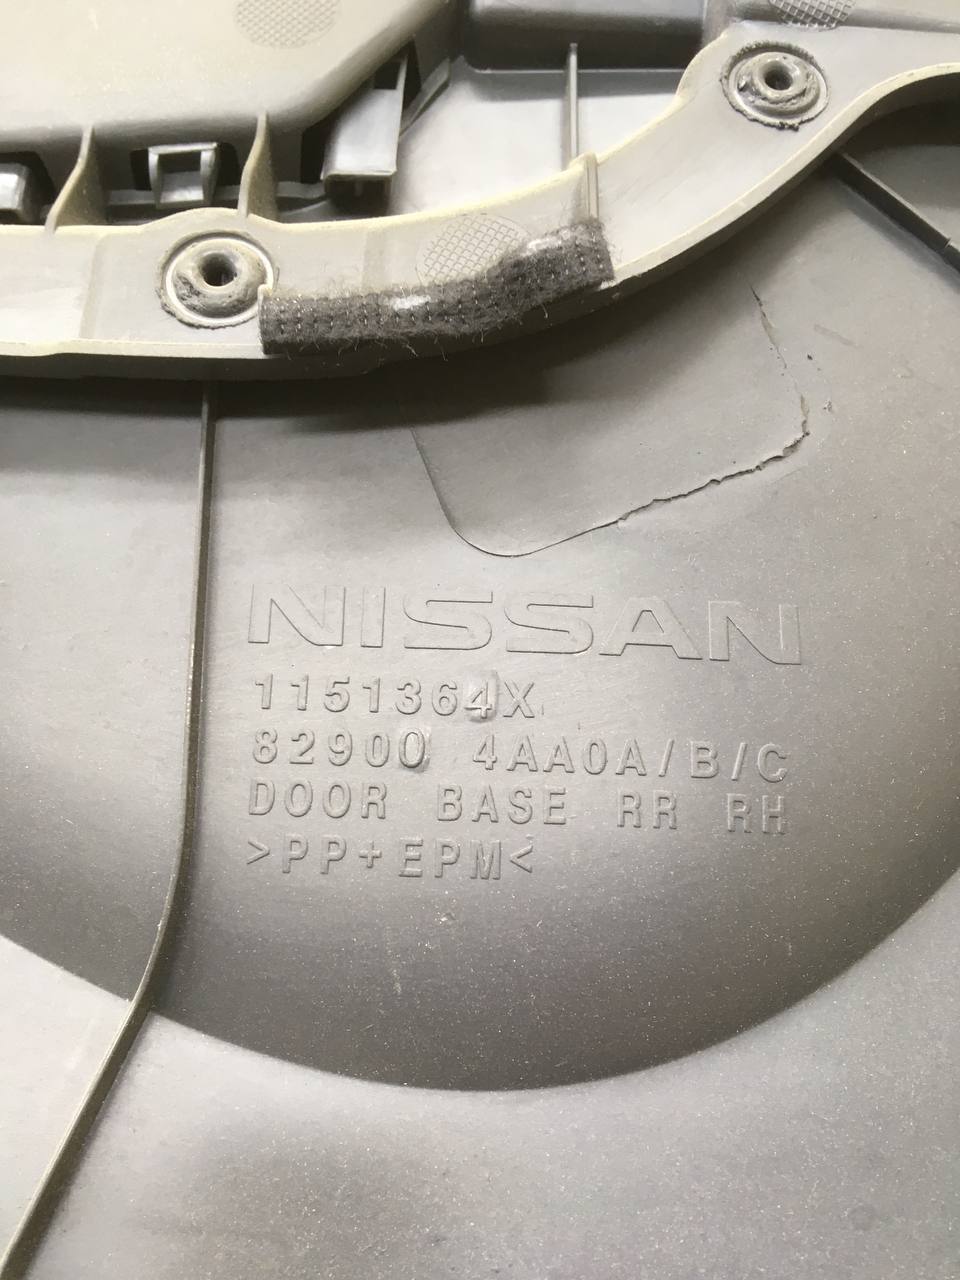 NISSAN
1151364X
82900 4AA0A/B/C
DOOR BASE RR RH
>PP+EPM<